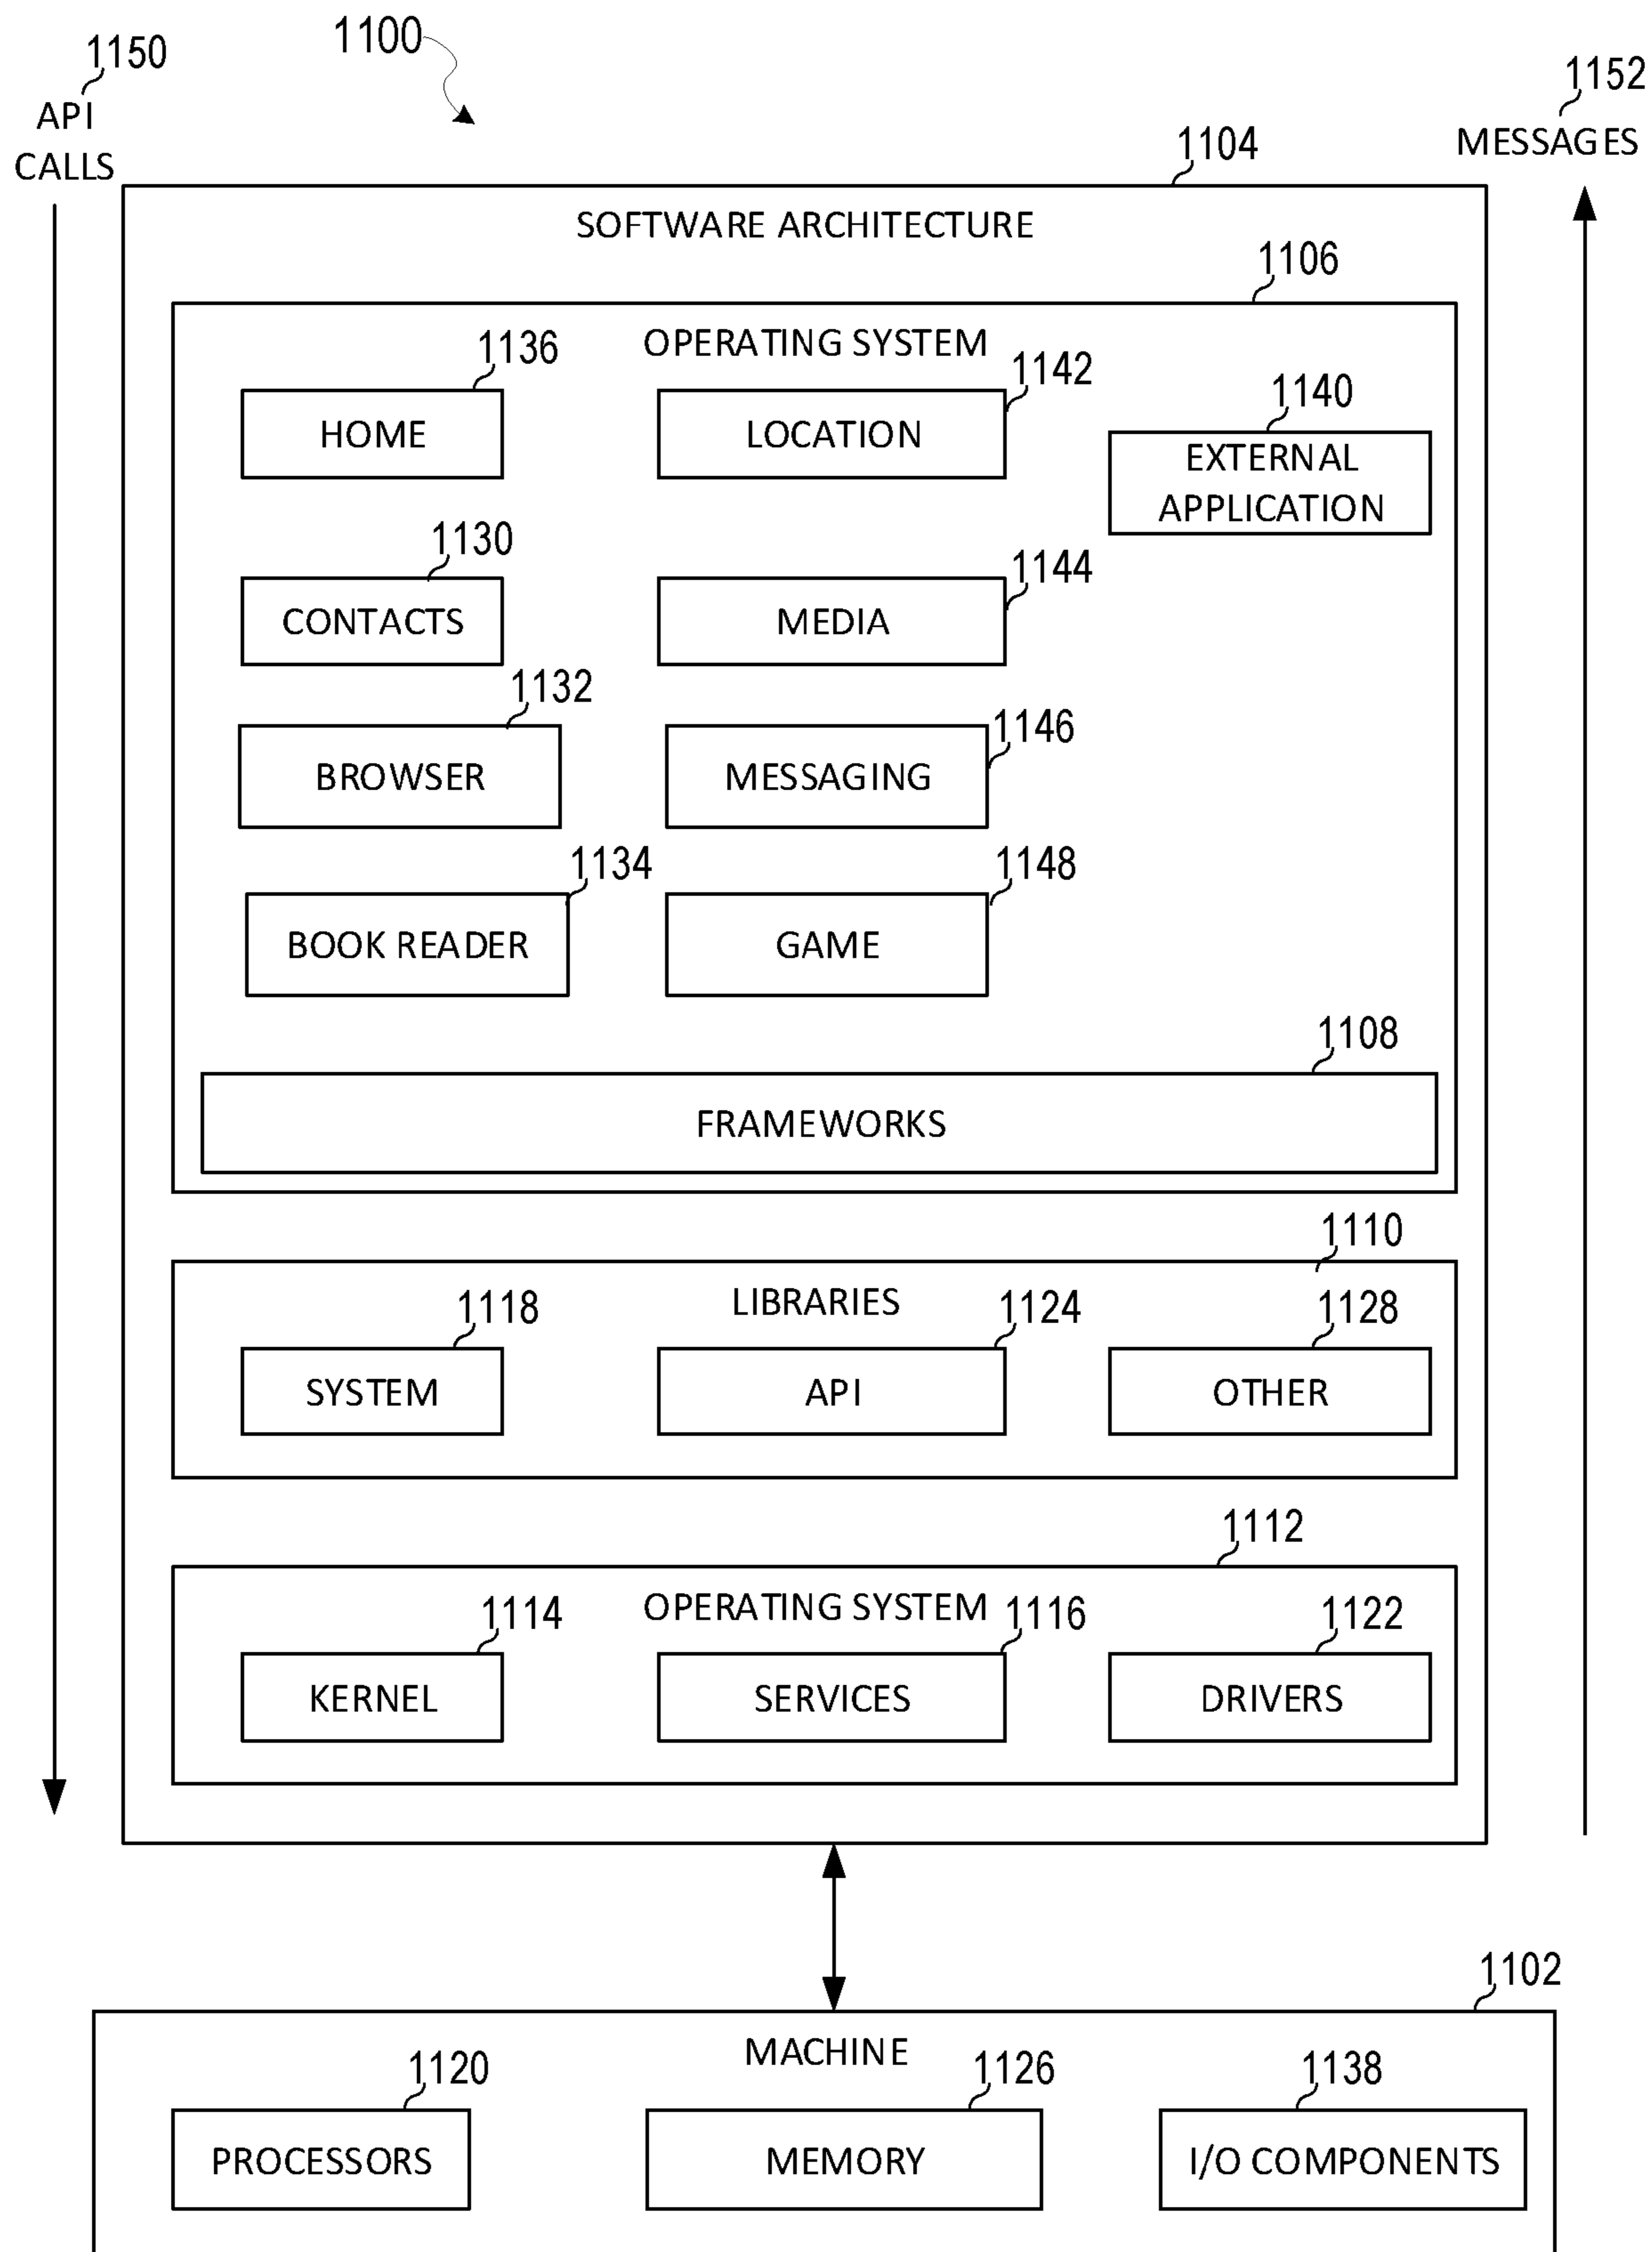 1150
1100
1152
API
CALLS
MESSAGES
1104
SOFTWARE ARCHITECTURE
1106
OPERATING SYSTEM
1136
1142
1140
HOME
LOCATION
EXTERNAL
APPLICATION
1130
1144
CONTACTS
MEDIA
1132
1146
BROWSER
MESSAGING
1134
1148
BOOK READER
GAME
1108
FRAMEWORKS
1110
LIBRARIES
1118
1124
1128
SYSTEM
API
OTHER
1112
OPERATING SYSTEM
1114
1116
1122
KERNEL
SERVICES
DRIVERS
1102
MACHINE
1120
1126
1138
PROCESSORS
MEMORY
I/O COMPONENTS